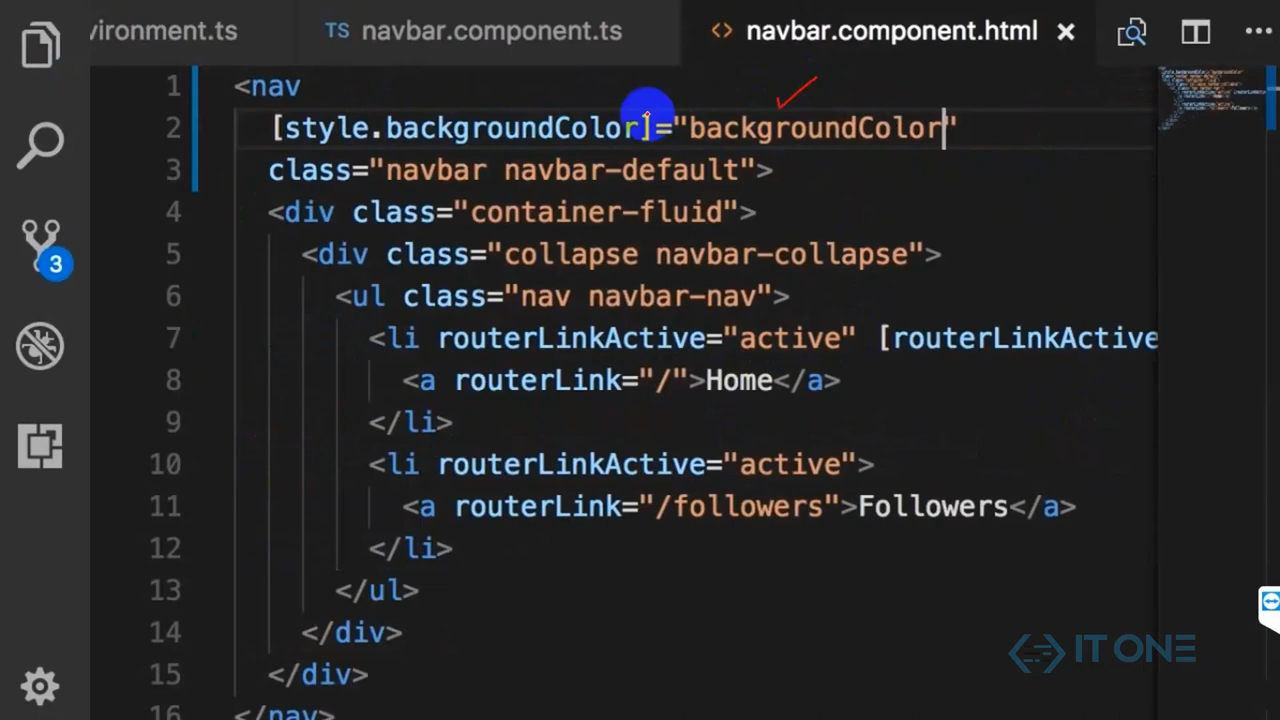 vironment.ts
TS navbar.component.ts
<> navbar.component.html
1 <nav
2 [style.backgroundColor]="backgroundColor"
3 class="navbar navbar-default">
4 <div class="container-fluid">
5 <div class="collapse navbar-collapse">
6 <ul class="nav navbar-nav">
7 <li routerLinkActive="active" [routerLinkActive
8 <a routerLink="/">Home</a>
9 </li>
10 <li routerLinkActive="active">
11 <a routerLink="/followers">Followers</a>
12 </li>
13 </ul>
14 </div>
15 </div>
16 </nav>
3
IT ONE